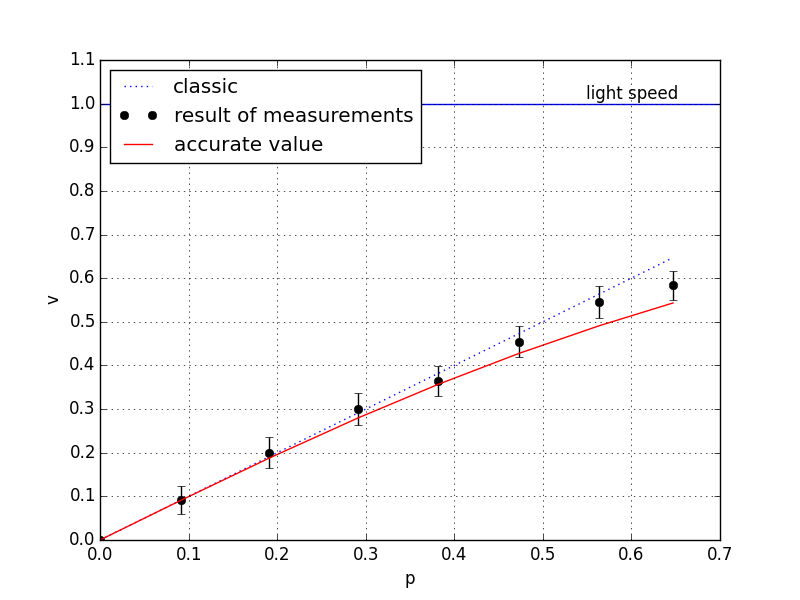 1.1
1.0
0.9
0.8
0.7
0.6
0.5
0.4
0.3
0.2
0.1
0.0
classic
result of measurements
accurate value
light speed
v
0.0 0.1 0.2 0.3 0.4 0.5 0.6 0.7
p